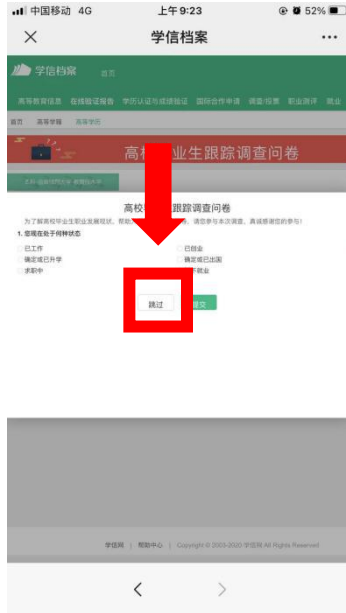 中国移动 4G 上午 9:23 52%
学信档案
学信档案 首页
高等教育信息 在线验证报告 学历认证与成绩验证 国际合作申请 调查/投票 职业测评 就业
首页 高等学籍 高等学历
高校 业生跟踪调查问卷
高校 跟踪调查问卷
为了解高校毕业生职业发展现状, 请您参与本次调查, 真诚感谢您的参与!
1. 您现在处于何种状态
已工作 已创业
确定或已升学 确定或已出国
求职中 就业
跳过 提交
学信网 | 帮助中心 | Copyright © 2003-2020 学信网 All Rights Reserved